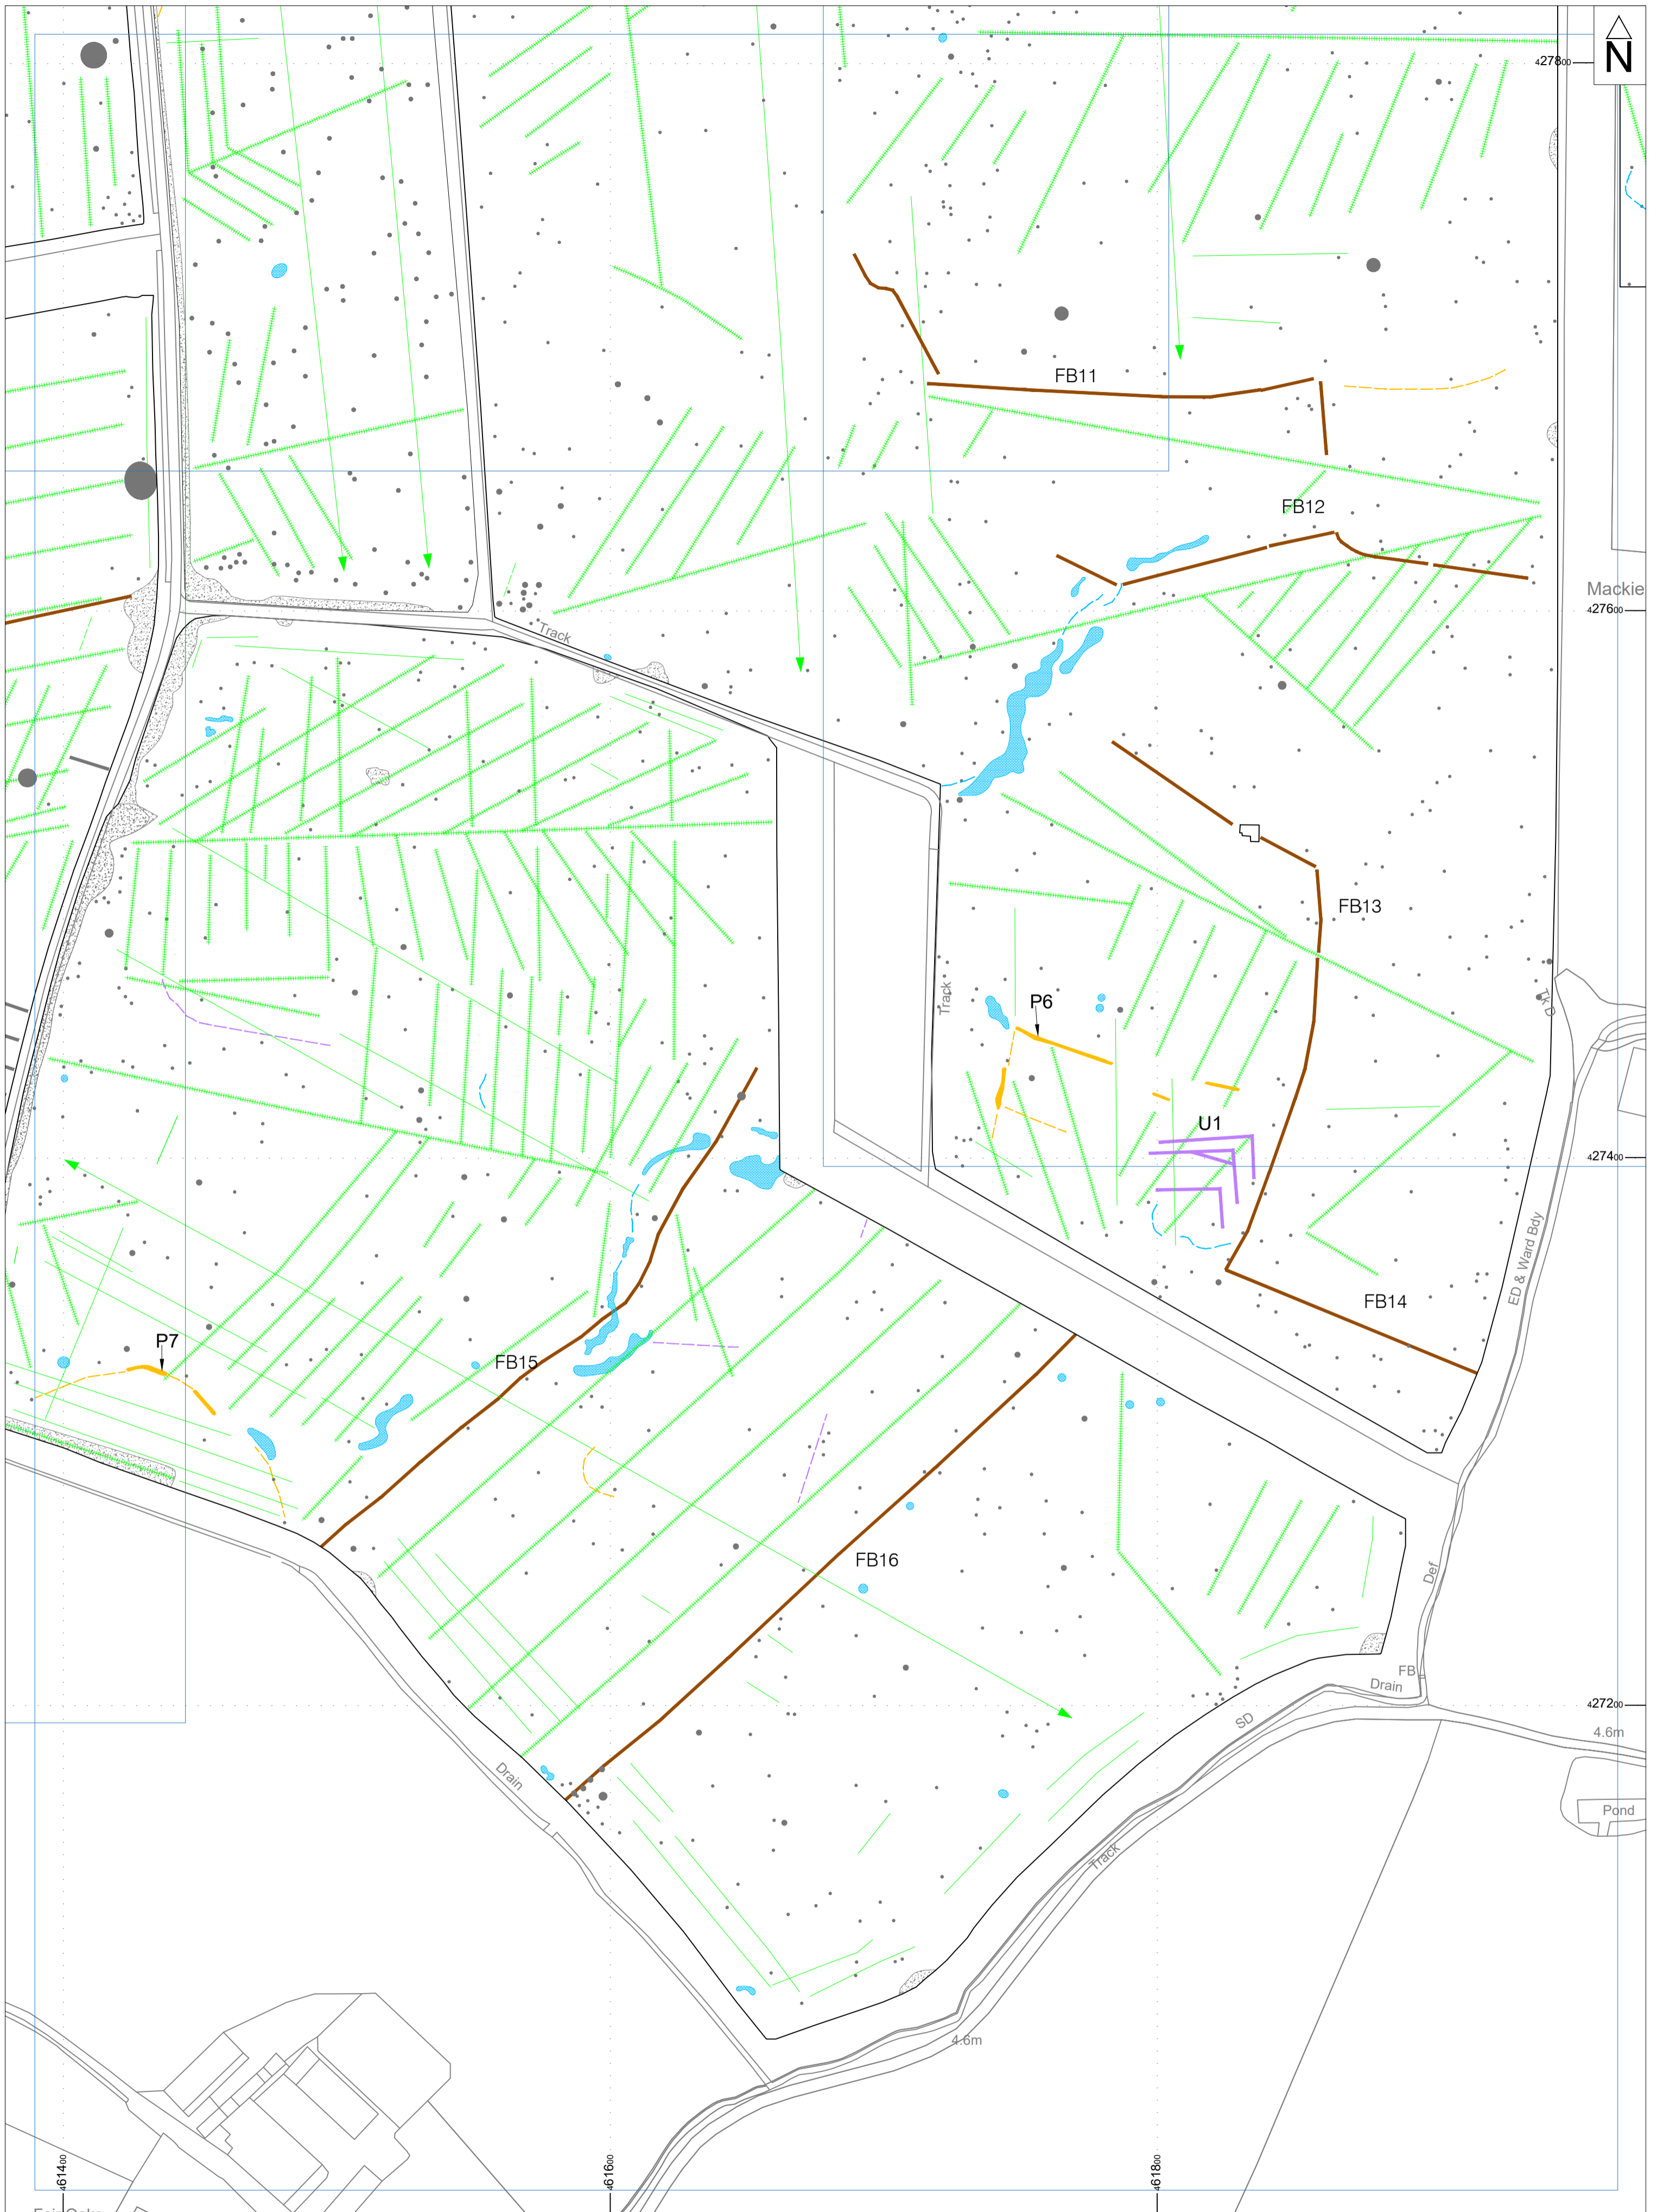 N
427800
FB11
FB12
Mackie
427600
Track
FB13
Track
P6
Tk D
U1
427400
ED & Ward Bdy
FB14
P7
FB15
FB16
Def
FB
Drain
SD
427200
4.6m
Drain
Pond
Track
4.6m
461400
461600
461800